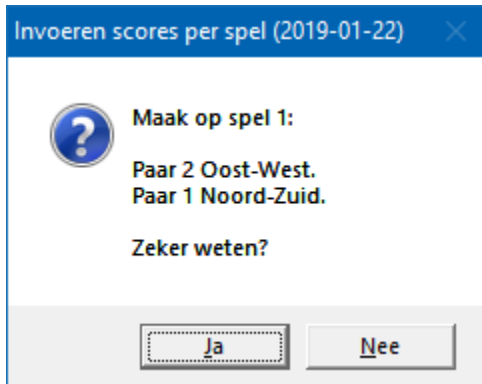 Invoeren scores per spel (2019-01-22)
Maak op spel 1:
Paar 2 Oost-West.
Paar 1 Noord-Zuid.
Zeker weten?
Ja
Nee